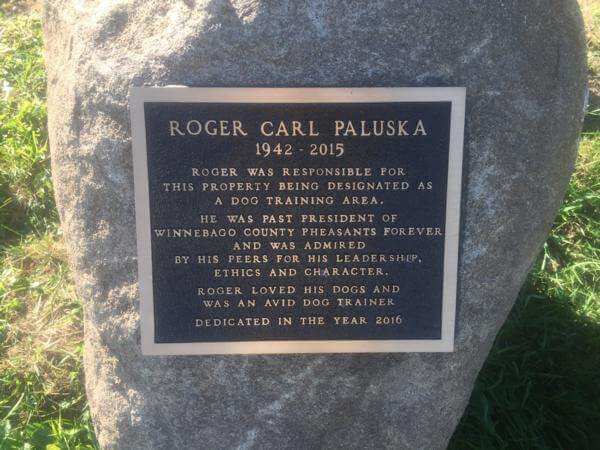 ROGER CARL PALUSKA
1942 - 2015
ROGER WAS RESPONSIBLE FOR
THIS PROPERTY BEING DESIGNATED AS
A DOG TRAINING AREA.
HE WAS PAST PRESIDENT OF
WINNEBAGO COUNTY PHEASANTS FOREVER
AND WAS ADMIRED
BY HIS PEERS FOR HIS LEADERSHIP,
ETHICS AND CHARACTER.
ROGER LOVED HIS DOGS AND
WAS AN AVID DOG TRAINER
DEDICATED IN THE YEAR 2016